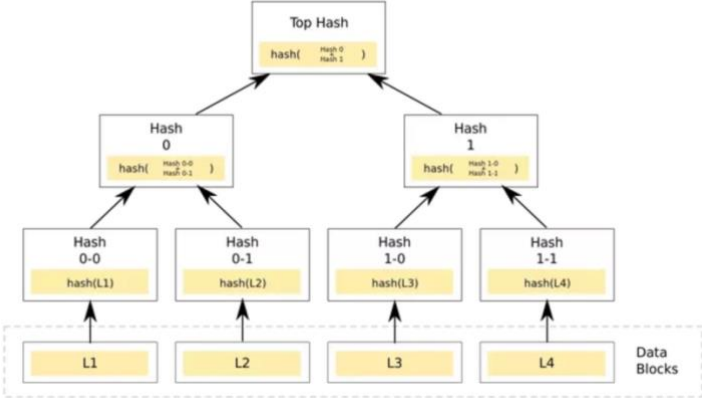 Top Hash
hash( Hash 0 + Hash 1 )
Hash
0
hash( Hash 0-0 + Hash 0-1 )
Hash
1
hash( Hash 1-0 + Hash 1-1 )
Hash
0-0
hash(L1)
Hash
0-1
hash(L2)
Hash
1-0
hash(L3)
Hash
1-1
hash(L4)
L1
L2
L3
L4
Data
Blocks